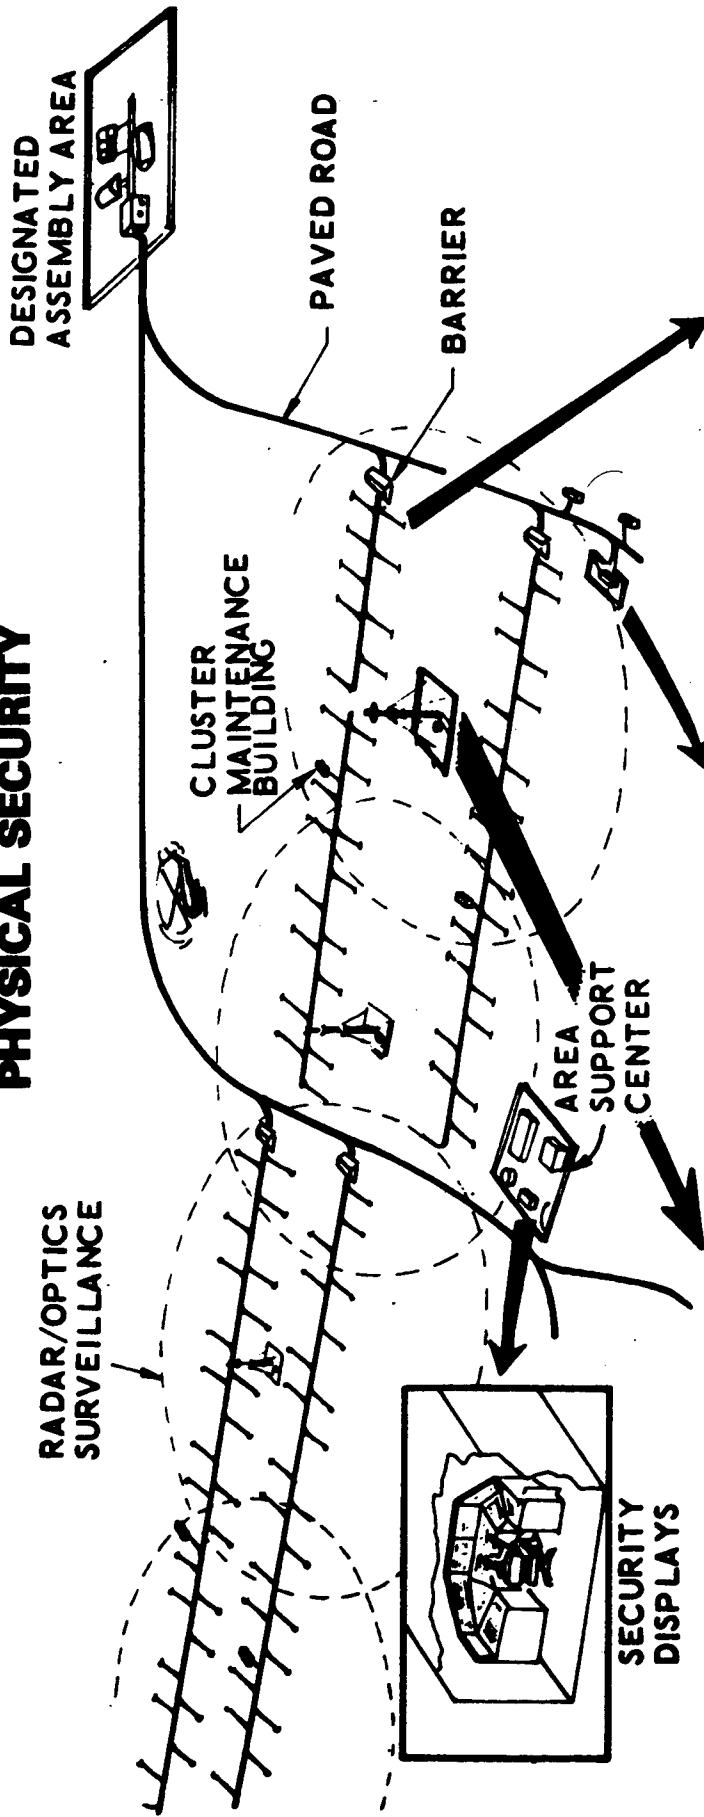 PHYSICAL SECURITY
DESIGNATED
ASSEMBLY AREA
PAVED ROAD
BARRIER
CLUSTER
MAINTENANCE
BUILDING
RADAR/OPTICS
SURVEILLANCE
AREA
SUPPORT
CENTER
SECURITY
DISPLAYS